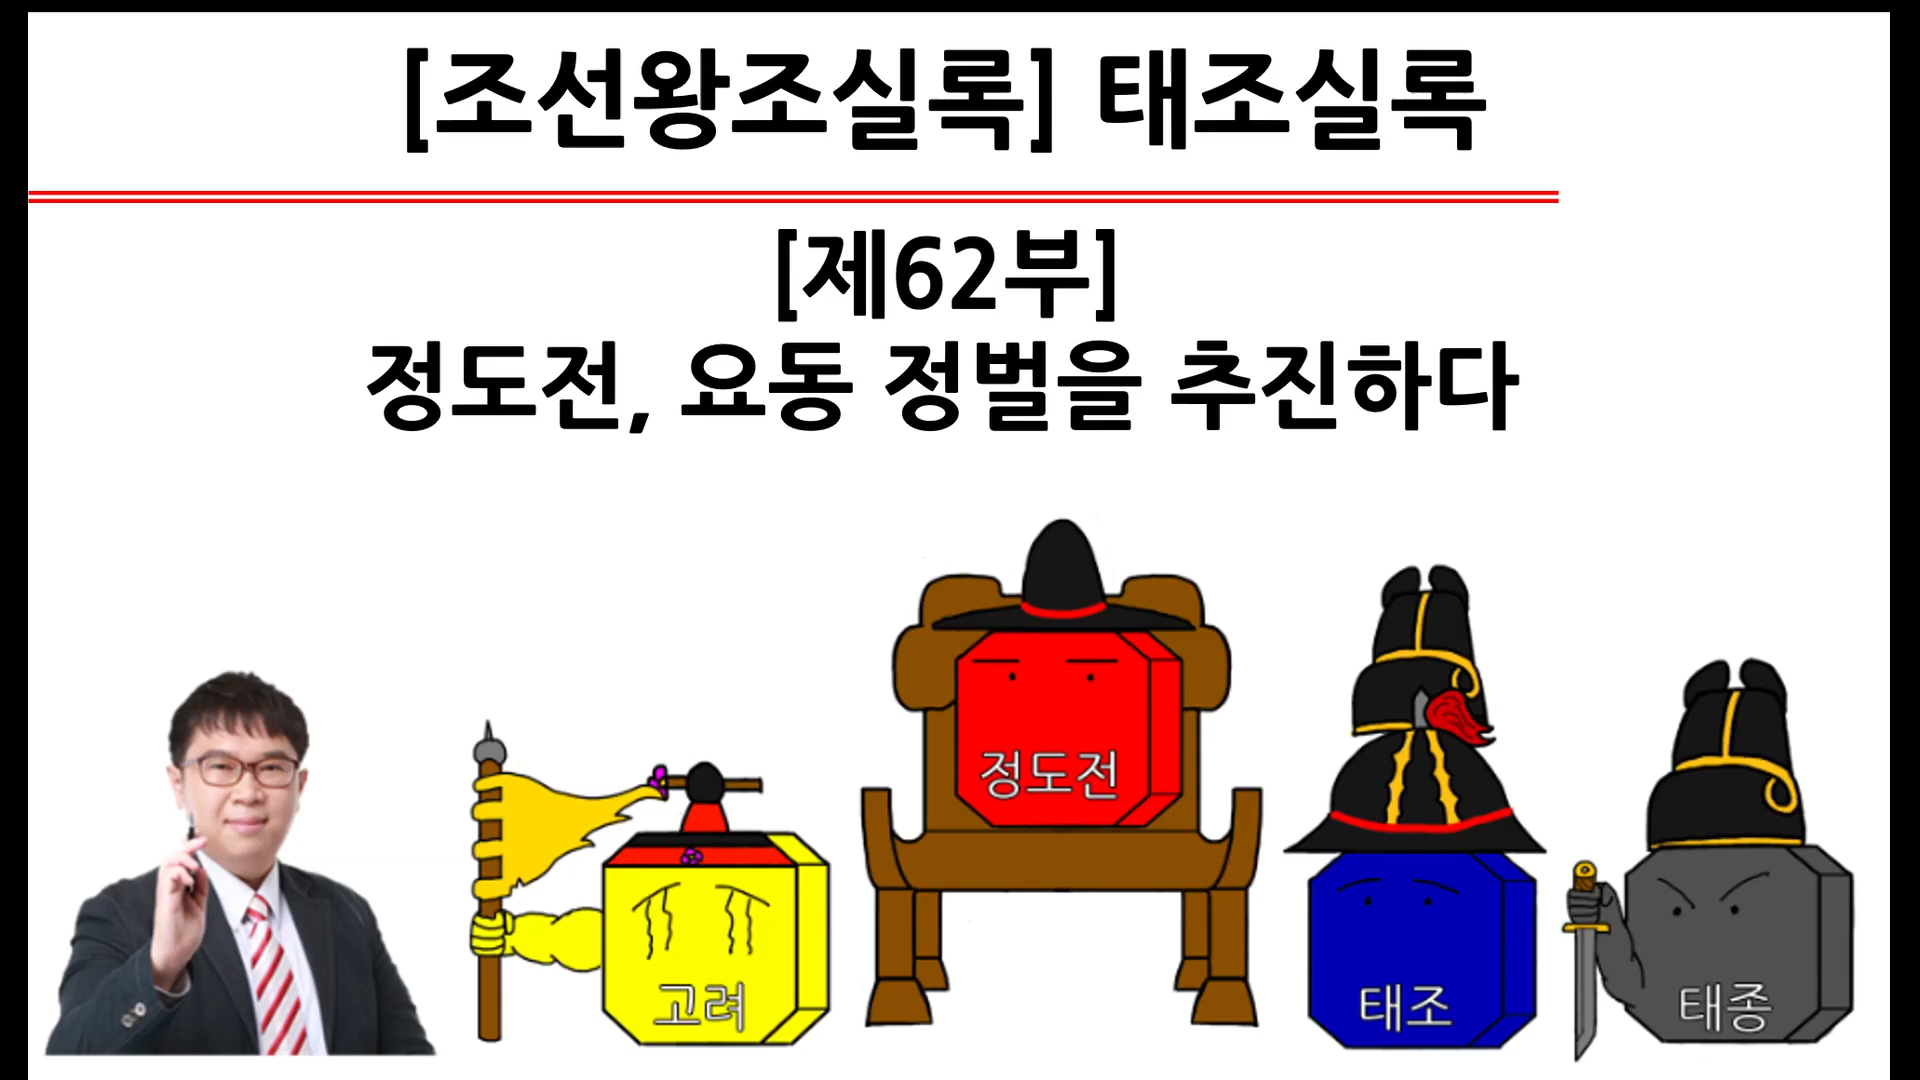 [조선왕조실록] 태조실록
[제62부]
정도전, 요동 정벌을 추진하다
정도전
고려
태조
태종